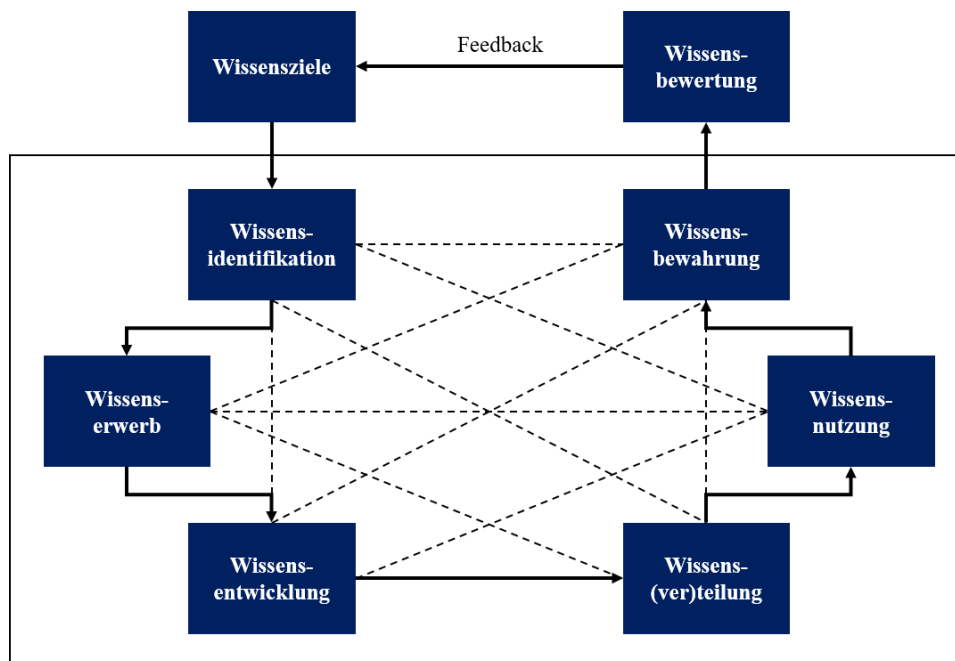 Feedback
Wissensziele
Wissens-
bewertung
Wissens-
identifikation
Wissens-
bewahrung
Wissens-
erwerb
Wissens-
nutzung
Wissens-
entwicklung
Wissens-
(ver)teilung